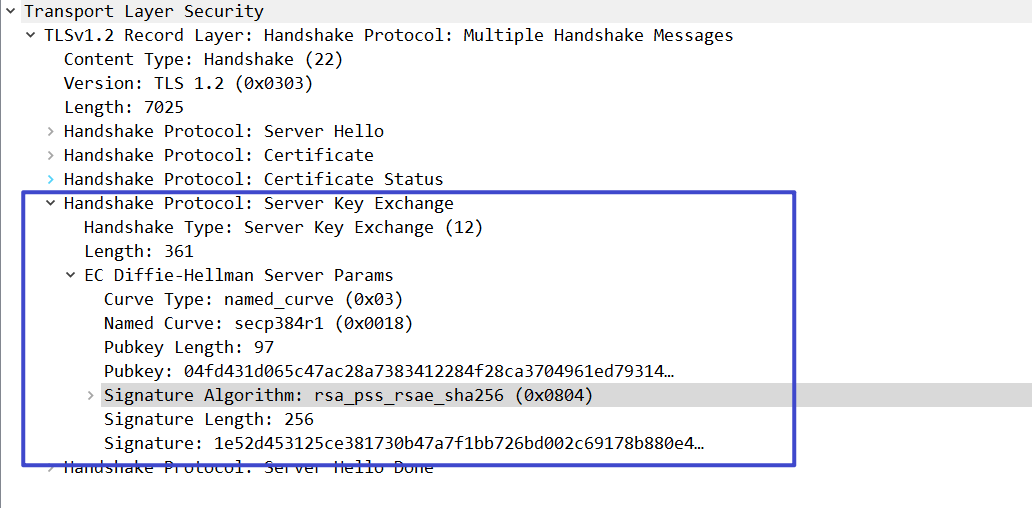 Transport Layer Security
TLSv1.2 Record Layer: Handshake Protocol: Multiple Handshake Messages
Content Type: Handshake (22)
Version: TLS 1.2 (0x0303)
Length: 7025
Handshake Protocol: Server Hello
Handshake Protocol: Certificate
Handshake Protocol: Certificate Status
Handshake Protocol: Server Key Exchange
Handshake Type: Server Key Exchange (12)
Length: 361
EC Diffie-Hellman Server Params
Curve Type: named_curve (0x03)
Named Curve: secp384r1 (0x0018)
Pubkey Length: 97
Pubkey: 04fd431d065c47ac28a7383412284f28ca3704961ed79314…
Signature Algorithm: rsa_pss_rsae_sha256 (0x0804)
Signature Length: 256
Signature: 1e52d453125ce381730b47a7f1bb726bd002c69178b880e4…
Handshake Protocol: Server Hello Done